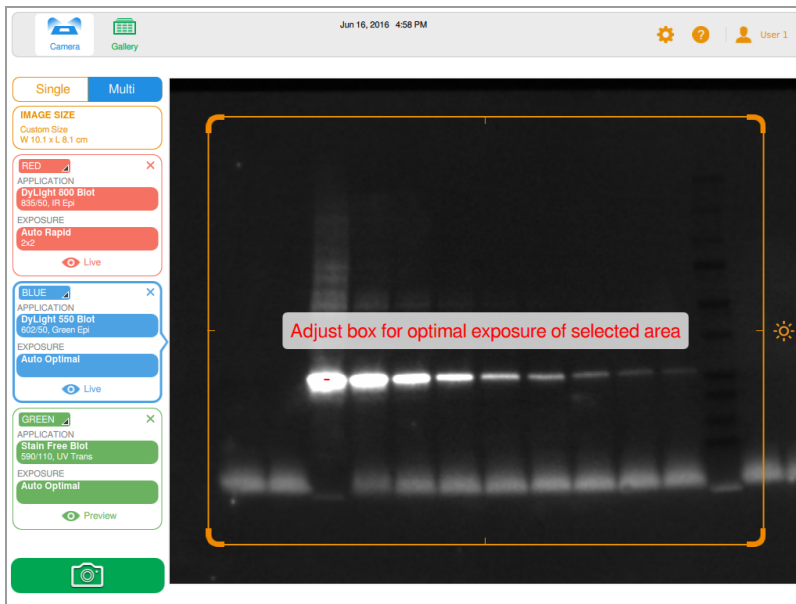 Jun 16, 2016 4:58 PM
Camera
Gallery
User 1
Single
Multi
IMAGE SIZE
Custom Size
W 10.1 x L 8.1 cm
RED
APPLICATION
DyLight 800 Blot
835/50, IR Epi
EXPOSURE
Auto Rapid
2x2
Live
BLUE
APPLICATION
DyLight 550 Blot
602/50, Green Epi
EXPOSURE
Auto Optimal
Live
GREEN
APPLICATION
Stain Free Blot
590/110, UV Trans
EXPOSURE
Auto Optimal
Preview
Adjust box for optimal exposure of selected area